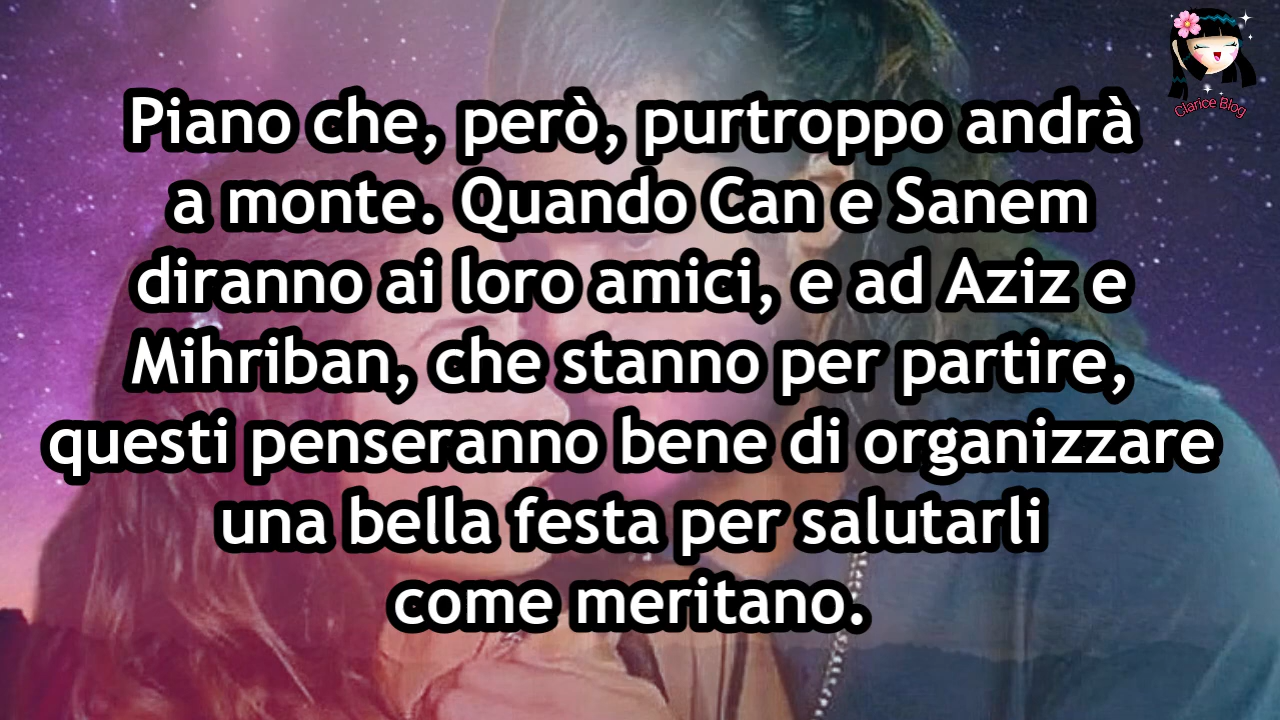 Clarice Blog
Piano che, però, purtroppo andrà
a monte. Quando Can e Sanem
diranno ai loro amici, e ad Aziz e
Mihriban, che stanno per partire,
questi penseranno bene di organizzare
una bella festa per salutarli
come meritano.